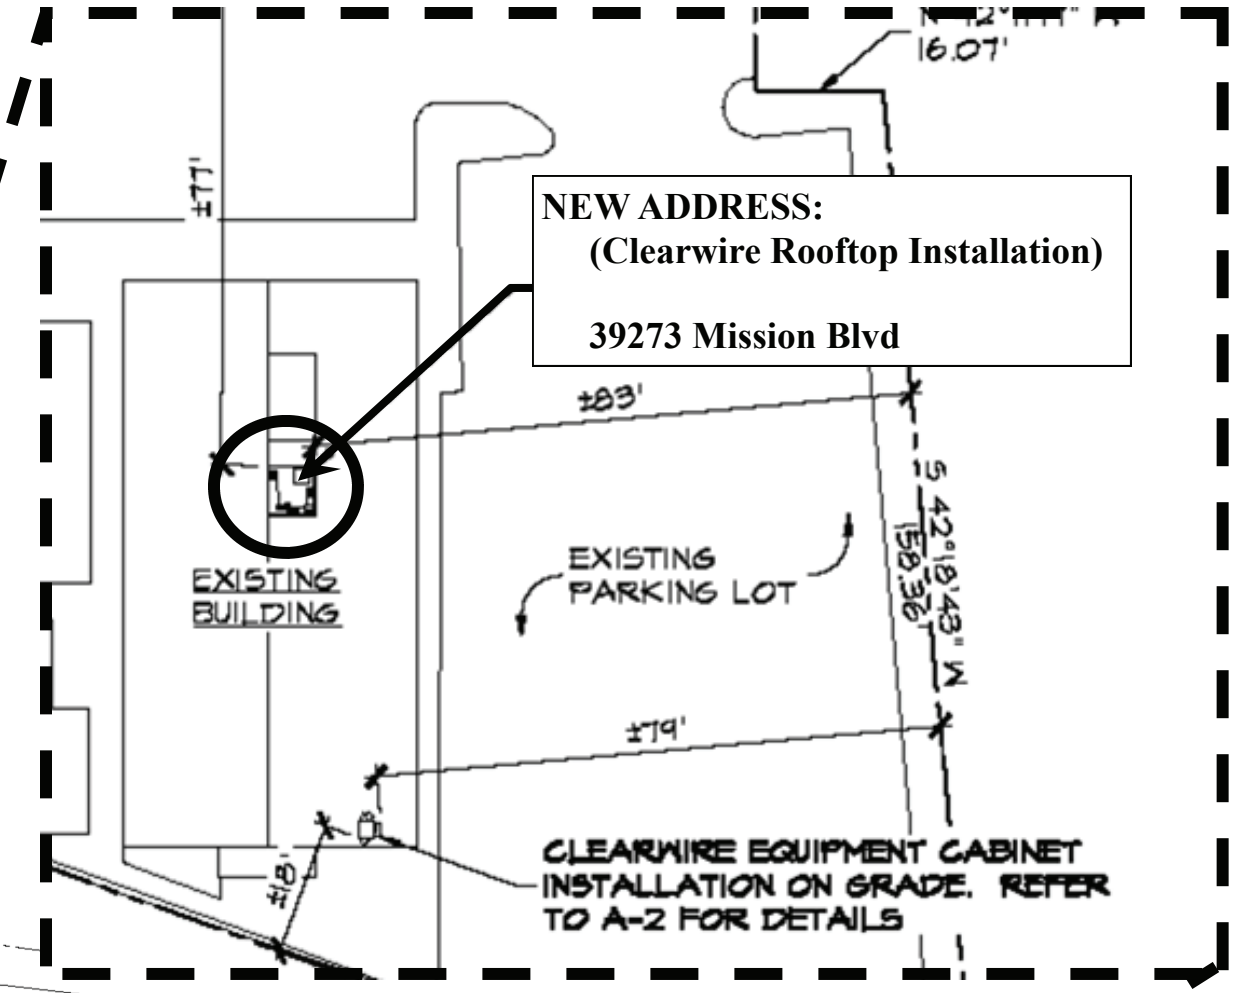 16.07'
±77'
NEW ADDRESS:
(Clearwire Rooftop Installation)
39273 Mission Blvd
±83'
S 42°18'43" W
158.36'
EXISTING
PARKING LOT
EXISTING
BUILDING
±79'
±18'
CLEARWIRE EQUIPMENT CABINET
INSTALLATION ON GRADE. REFER
TO A-2 FOR DETAILS